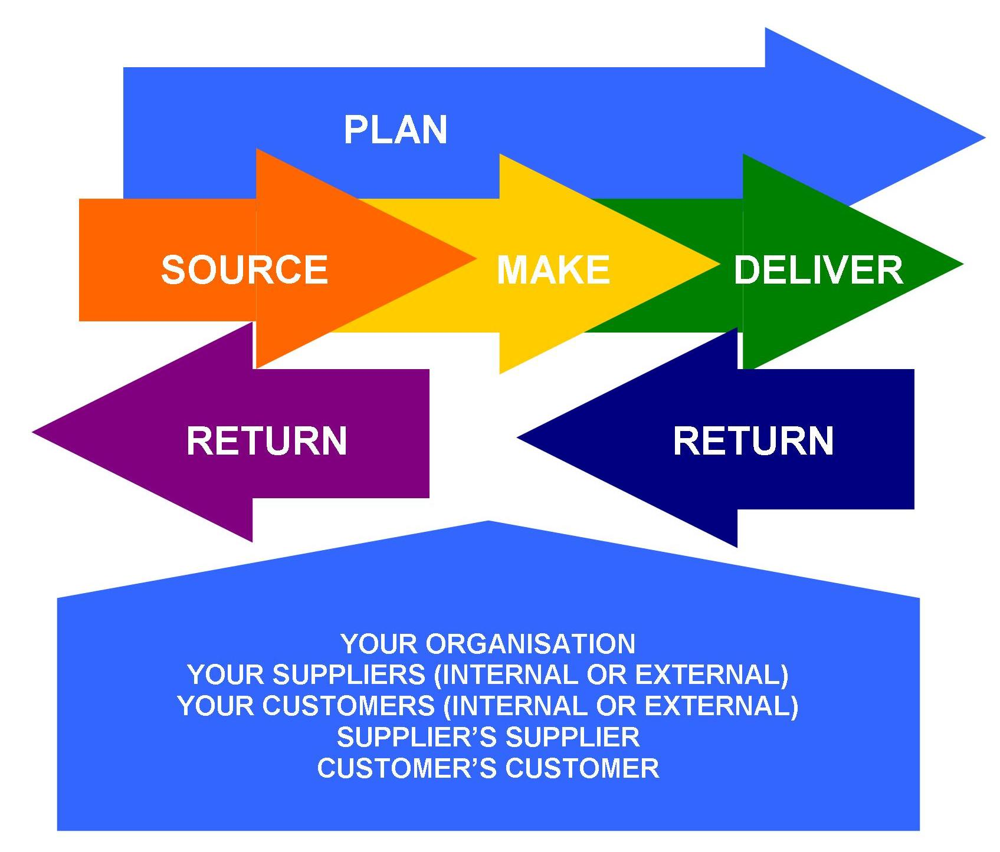 PLAN
SOURCE MAKE DELIVER
RETURN RETURN
YOUR ORGANISATION
YOUR SUPPLIERS (INTERNAL OR EXTERNAL)
YOUR CUSTOMERS (INTERNAL OR EXTERNAL)
SUPPLIER’S SUPPLIER
CUSTOMER’S CUSTOMER